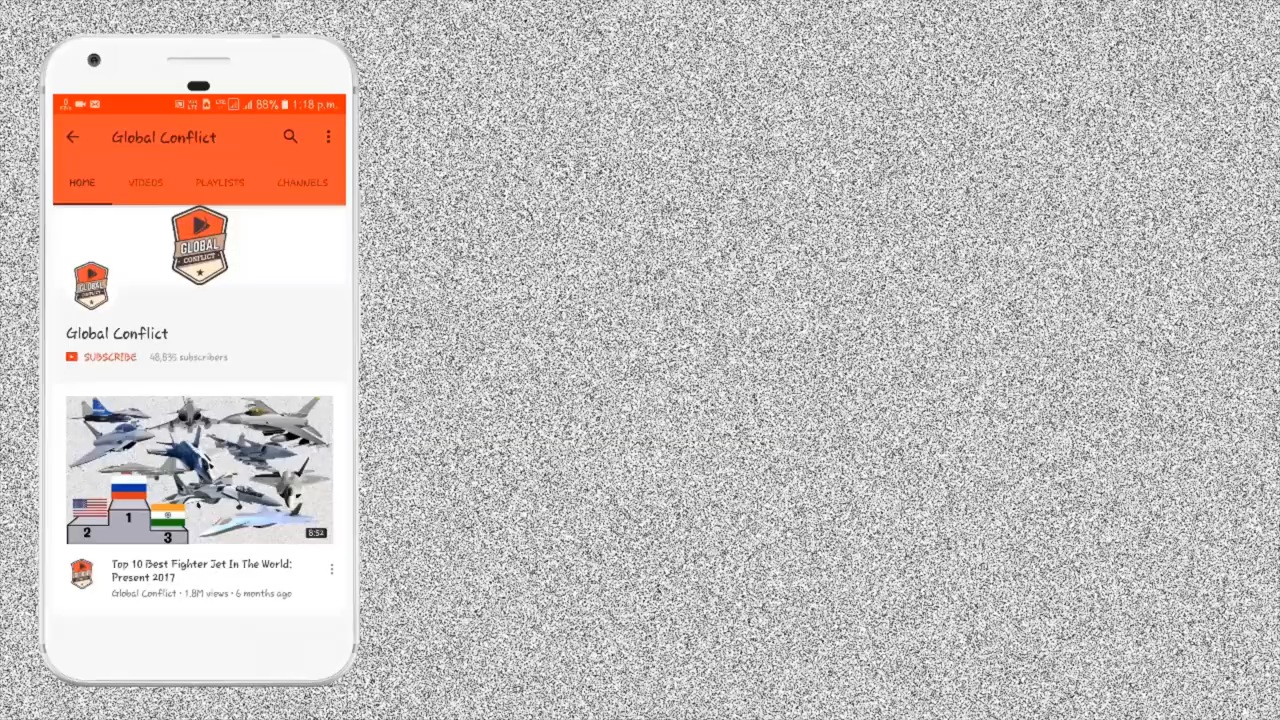 88% 1:18 p.m.
Global Conflict
HOME VIDEOS PLAYLISTS CHANNELS
GLOBAL
CONFLICT
GLOBAL
Global Conflict
SUBSCRIBE 48,835 subscribers
1
2
3
8:52
Top 10 Best Fighter Jet In The World:
Present 2017
Global Conflict • 1.8M views • 6 months ago